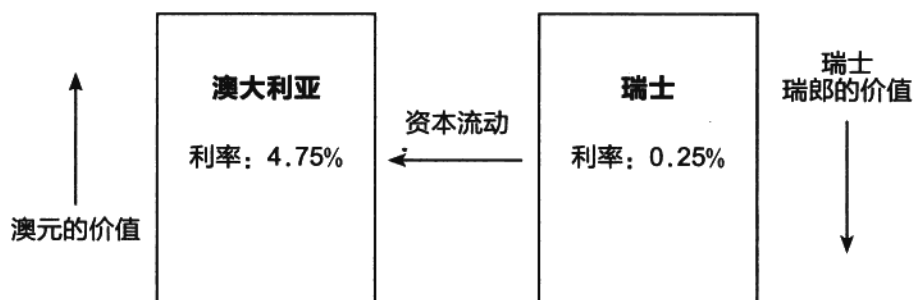 澳大利亚
利率：4.75%
澳元的价值
资本流动
瑞士
利率：0.25%
瑞士
瑞郎的价值